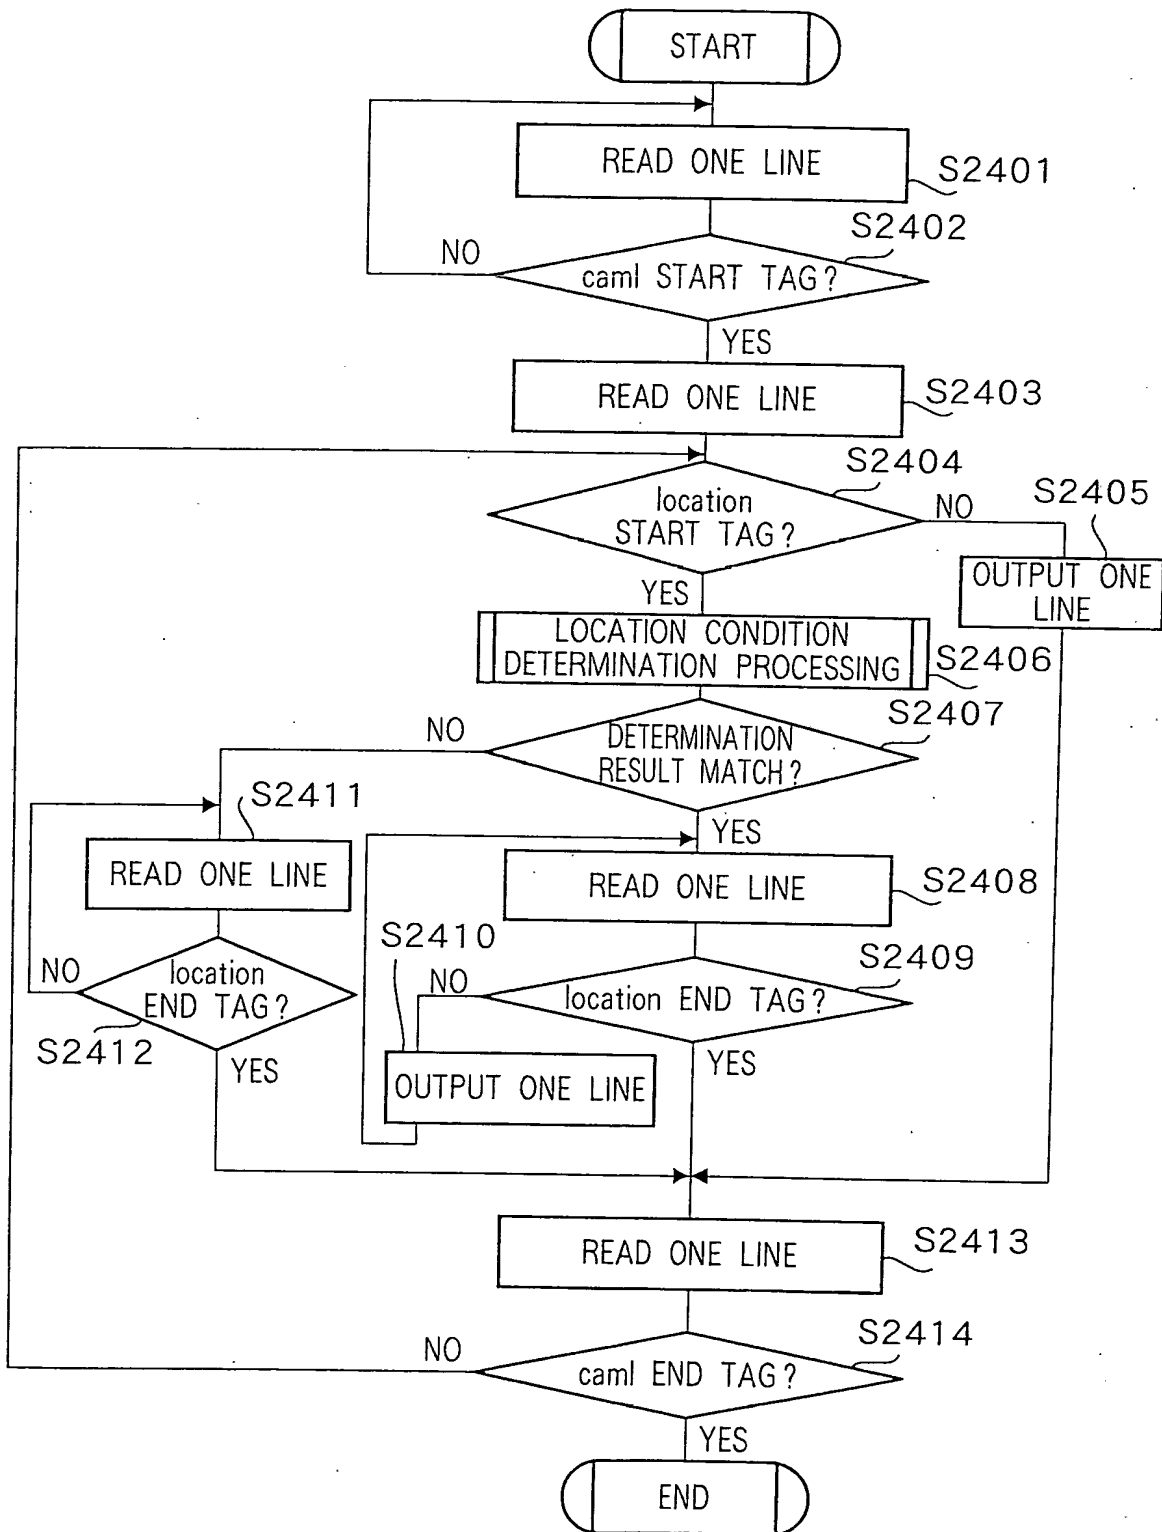 START
READ ONE LINE
S2401
S2402
NO
caml START TAG?
YES
READ ONE LINE
S2403
S2404
location
START TAG?
NO
S2405
OUTPUT ONE
LINE
YES
LOCATION CONDITION
DETERMINATION PROCESSING
S2406
S2407
NO
DETERMINATION
RESULT MATCH?
S2411
YES
READ ONE LINE
READ ONE LINE
S2408
S2410
S2409
NO
location
END TAG?
NO
location END TAG?
S2412
YES
YES
OUTPUT ONE LINE
READ ONE LINE
S2413
S2414
NO
caml END TAG?
YES
END